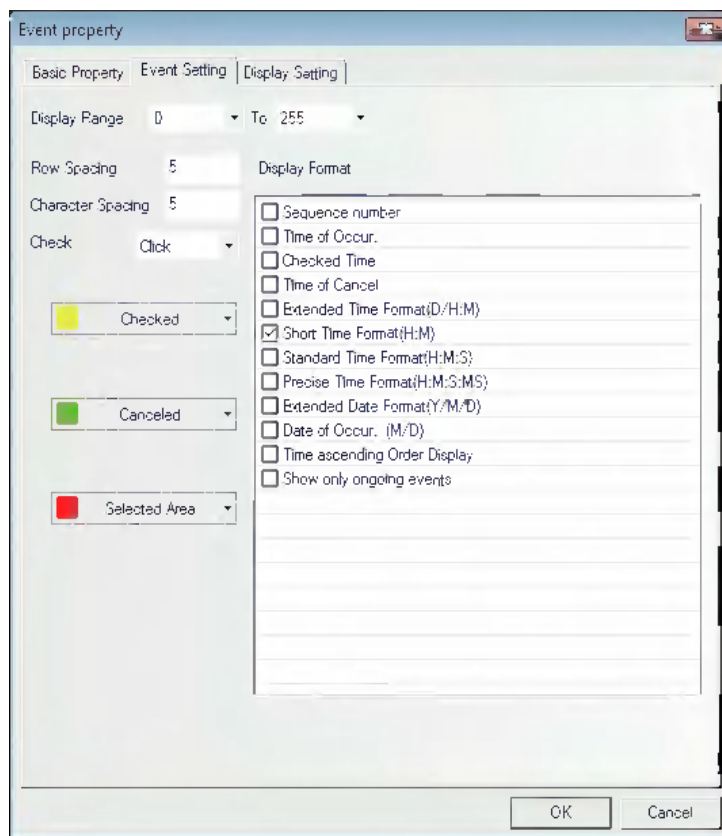 Event property
Basic Property Event Setting Display Setting
Display Range 0 To 255
Row Spacing 5 Display Format
Character Spacing 5
Check Click
Sequence number
Time of Occur.
Checked Time
Time of Cancel
Extended Time Format(D/H:M)
Short Time Format(H:M)
Standard Time Format(H:M:S)
Precise Time Format(H:M:S:MS)
Extended Date Format(Y/M/D)
Date of Occur. (M/D)
Time ascending Order Display
Show only ongoing events
Checked
Canceled
Selected Area
OK Cancel